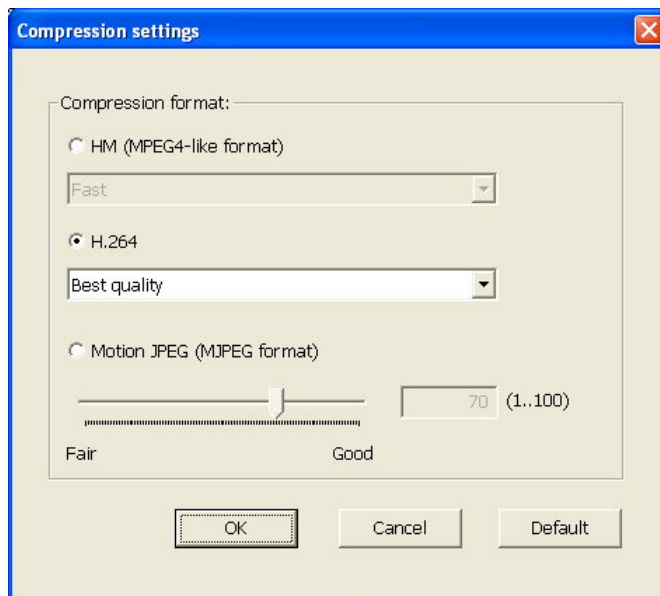 Compression settings
Compression format:
HM (MPEG4-like format)
Fast
H.264
Best quality
Motion JPEG (MJPEG format)
70 (1..100)
Fair Good
OK Cancel Default